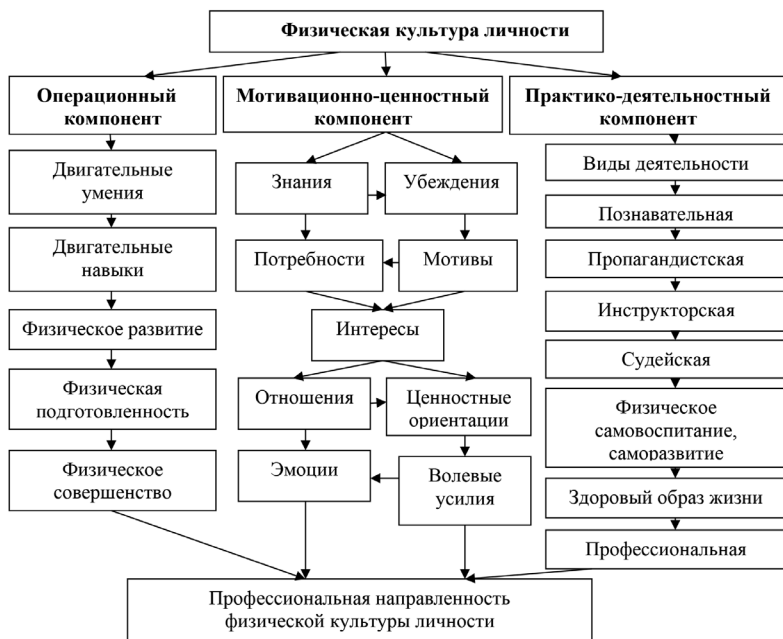 Физическая культура личности
Операционный
компонент
Мотивационно-ценностный
компонент
Практико-деятельностный
компонент
Двигательные
умения
Двигательные
навыки
Физическое развитие
Физическая
подготовленность
Физическое
совершенство
Знания
Убеждения
Потребности
Мотивы
Интересы
Отношения
Ценностные
ориентации
Эмоции
Волевые
усилия
Виды деятельности
Познавательная
Пропагандистская
Инструкторская
Судейская
Физическое
самовоспитание,
саморазвитие
Здоровый образ жизни
Профессиональная
Профессиональная направленность
физической культуры личности